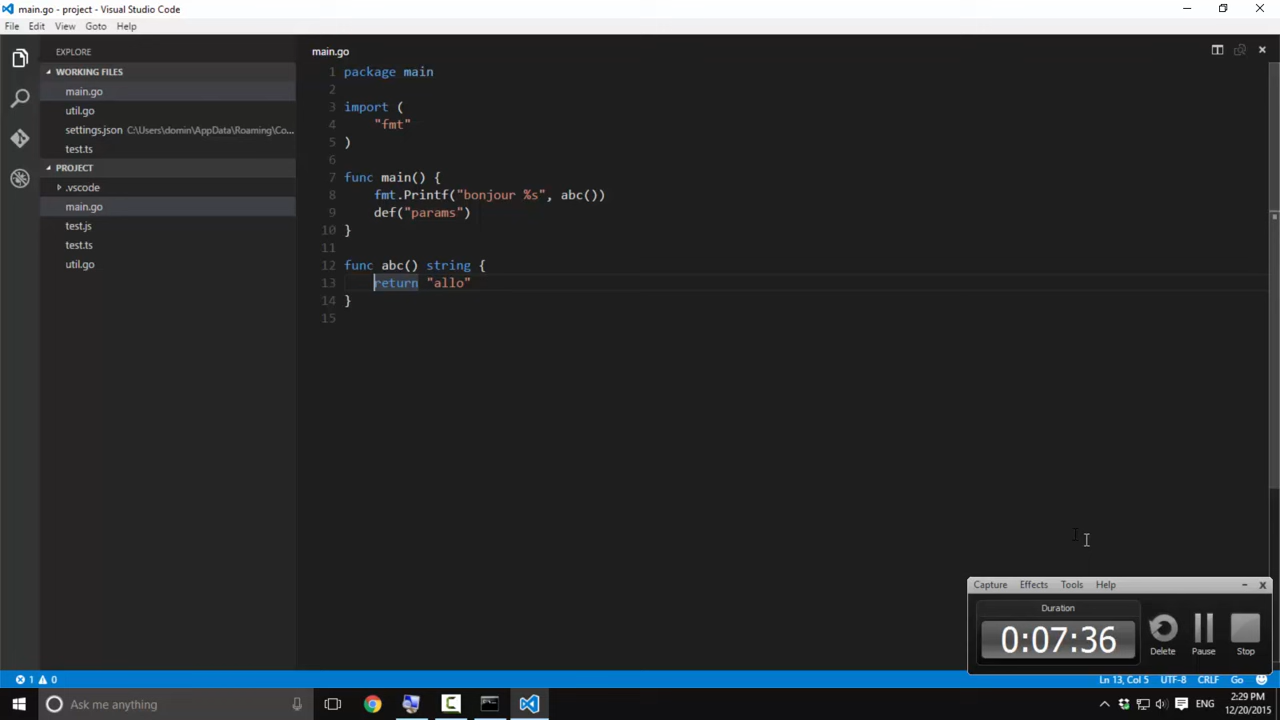 main.go - project - Visual Studio Code
File Edit View Goto Help
EXPLORE
WORKING FILES
main.go
util.go
settings.json C:\Users\domin\AppData\Roaming\Co...
test.ts
PROJECT
.vscode
main.go
test.js
test.ts
util.go
main.go
1 package main
2
3 import (
4 "fmt"
5 )
6
7 func main() {
8 fmt.Printf("bonjour %s", abc())
9 def("params")
10 }
11
12 func abc() string {
13 return "allo"
14 }
15
Capture Effects Tools Help
Duration
0:07:36
Delete Pause Stop
1 0
Ln 13, Col 5 UTF-8 CRLF Go
Ask me anything
ENG
2:29 PM
12/20/2015